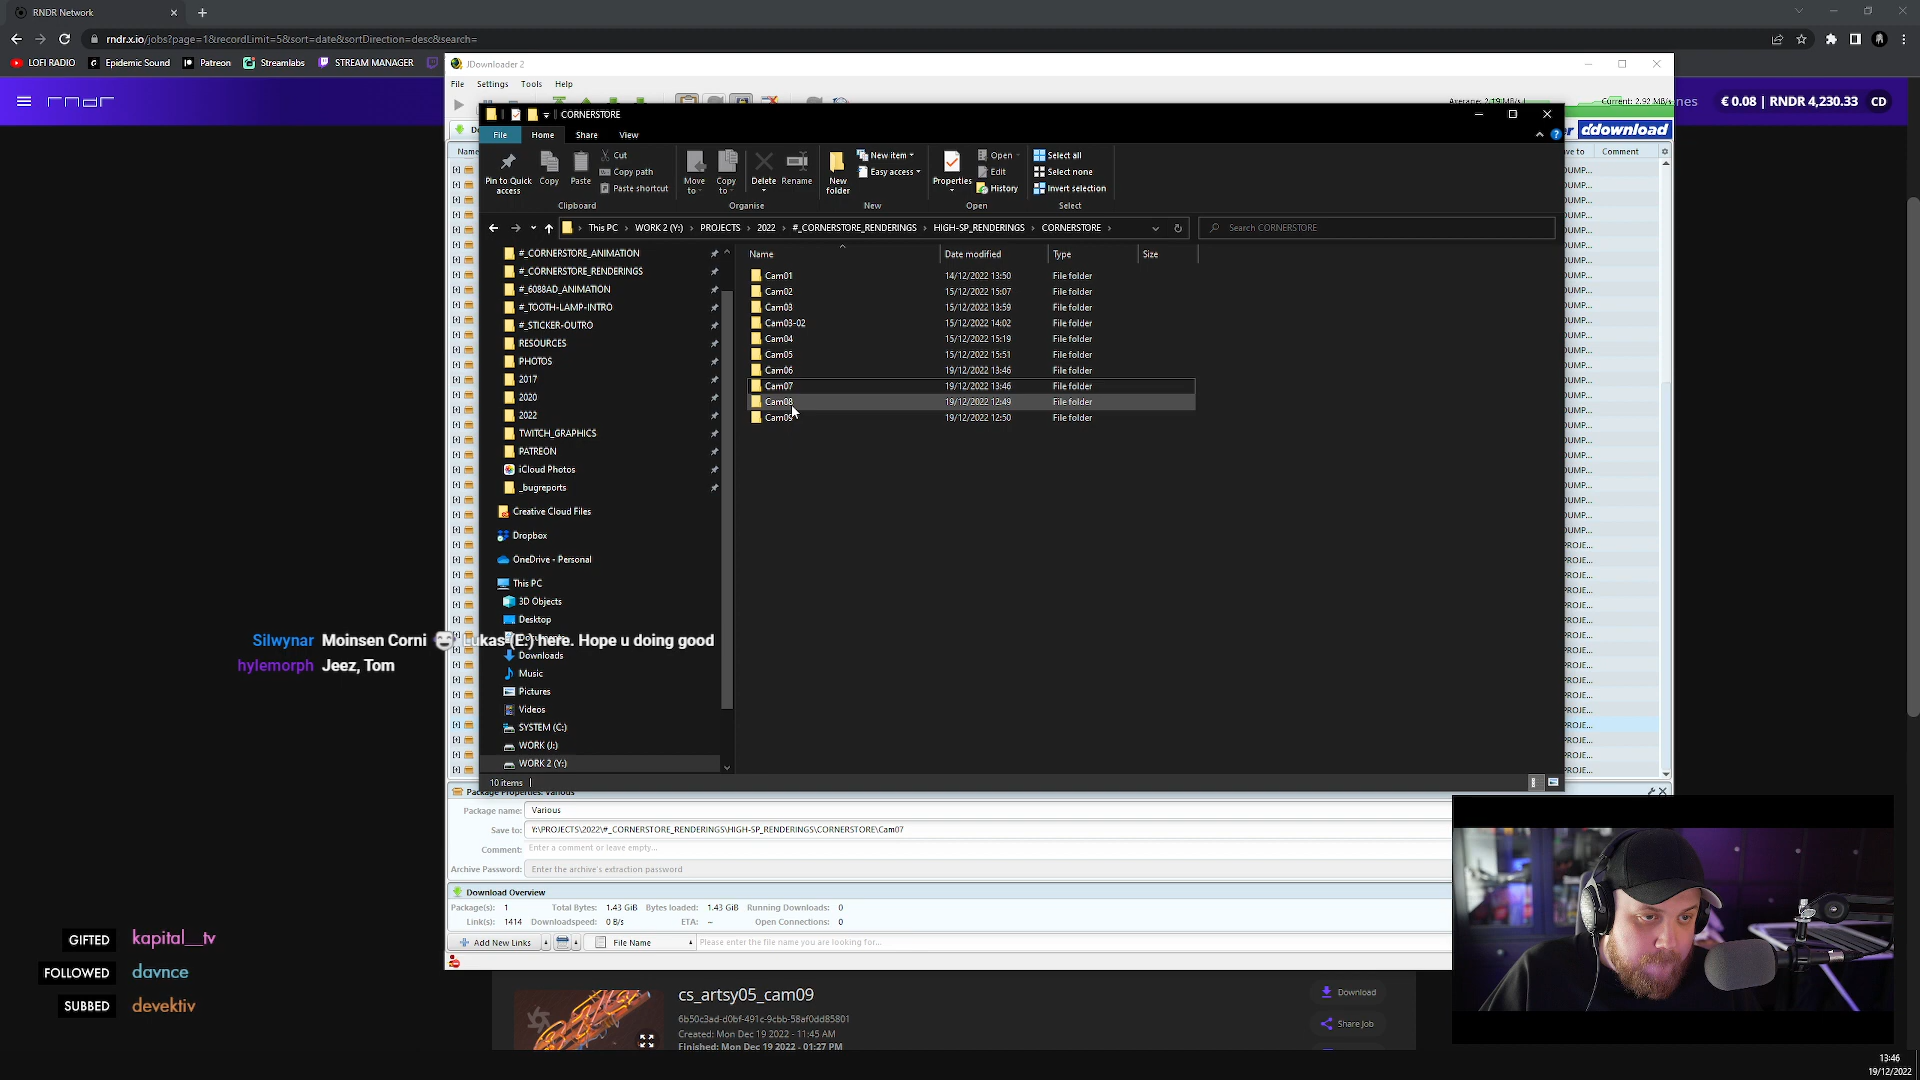 RNDR Network
rndr.x.io/jobs?page=1&recordLimit=5&sort=date&sortDirection=desc&search=
LOFI RADIO Epidemic Sound Patreon Streamlabs STREAM MANAGER
JDownloader 2
File Settings Tools Help
rndr
€ 0.08 | RNDR 4,230.33 CD
CORNERSTORE
ddownload
File Home Share View
Name
Comment
Pin to Quick access
Copy
Paste
Cut
Copy path
Paste shortcut
Move to
Copy to
Delete
Rename
New folder
New item
Easy access
Properties
Open
Edit
History
Select all
Select none
Invert selection
Clipboard Organise New Open Select
This PC WORK 2 (Y:) PROJECTS 2022 #_CORNERSTORE_RENDERINGS HIGH-SP_RENDERINGS CORNERSTORE
Search CORNERSTORE
#_CORNERSTORE_ANIMATION
#_CORNERSTORE_RENDERINGS
#_6088AD_ANIMATION
#_TOOTH-LAMP-INTRO
#_STICKER-OUTRO
RESOURCES
PHOTOS
2017
2020
2022
TWITCH_GRAPHICS
PATREON
iCloud Photos
_bugreports
Creative Cloud Files
Dropbox
OneDrive - Personal
This PC
3D Objects
Desktop
Downloads
Music
Pictures
Videos
SYSTEM (C:)
WORK (J:)
WORK 2 (Y:)
Name Date modified Type Size
Cam01 14/12/2022 13:50 File folder
Cam02 15/12/2022 15:07 File folder
Cam03 15/12/2022 13:59 File folder
Cam03-02 15/12/2022 14:02 File folder
Cam04 15/12/2022 15:19 File folder
Cam05 15/12/2022 15:51 File folder
Cam06 19/12/2022 13:46 File folder
Cam07 19/12/2022 13:46 File folder
Cam08 19/12/2022 12:49 File folder
Cam09 19/12/2022 12:50 File folder
Silwynar Moinsen Corni Lukas (E.) here. Hope u doing good
hylemorph Jeez, Tom
10 items
Package Properties: Various
Package name: Various
Save to: Y:\PROJECTS\2022\#_CORNERSTORE_RENDERINGS\HIGH-SP_RENDERINGS\CORNERSTORE\Cam07
Comment: Enter a comment or leave empty...
Archive Password: Enter the archive's extraction password
Download Overview
Package(s): 1 Total Bytes: 1.43 GiB Bytes loaded: 1.43 GiB Running Downloads: 0
Link(s): 1414 Downloadspeed: 0 B/s ETA: ~ Open Connections: 0
Add New Links File Name Please enter the file name you are looking for...
GIFTED kapital__tv
FOLLOWED davnce
SUBBED devektiv
cs_artsy05_cam09
6b50c3ad-d0bf-491c-9cbb-58af0dd85801
Created: Mon Dec 19 2022 - 11:45 AM
Finished: Mon Dec 19 2022 - 01:27 PM
Download
Share Job
13:46
19/12/2022